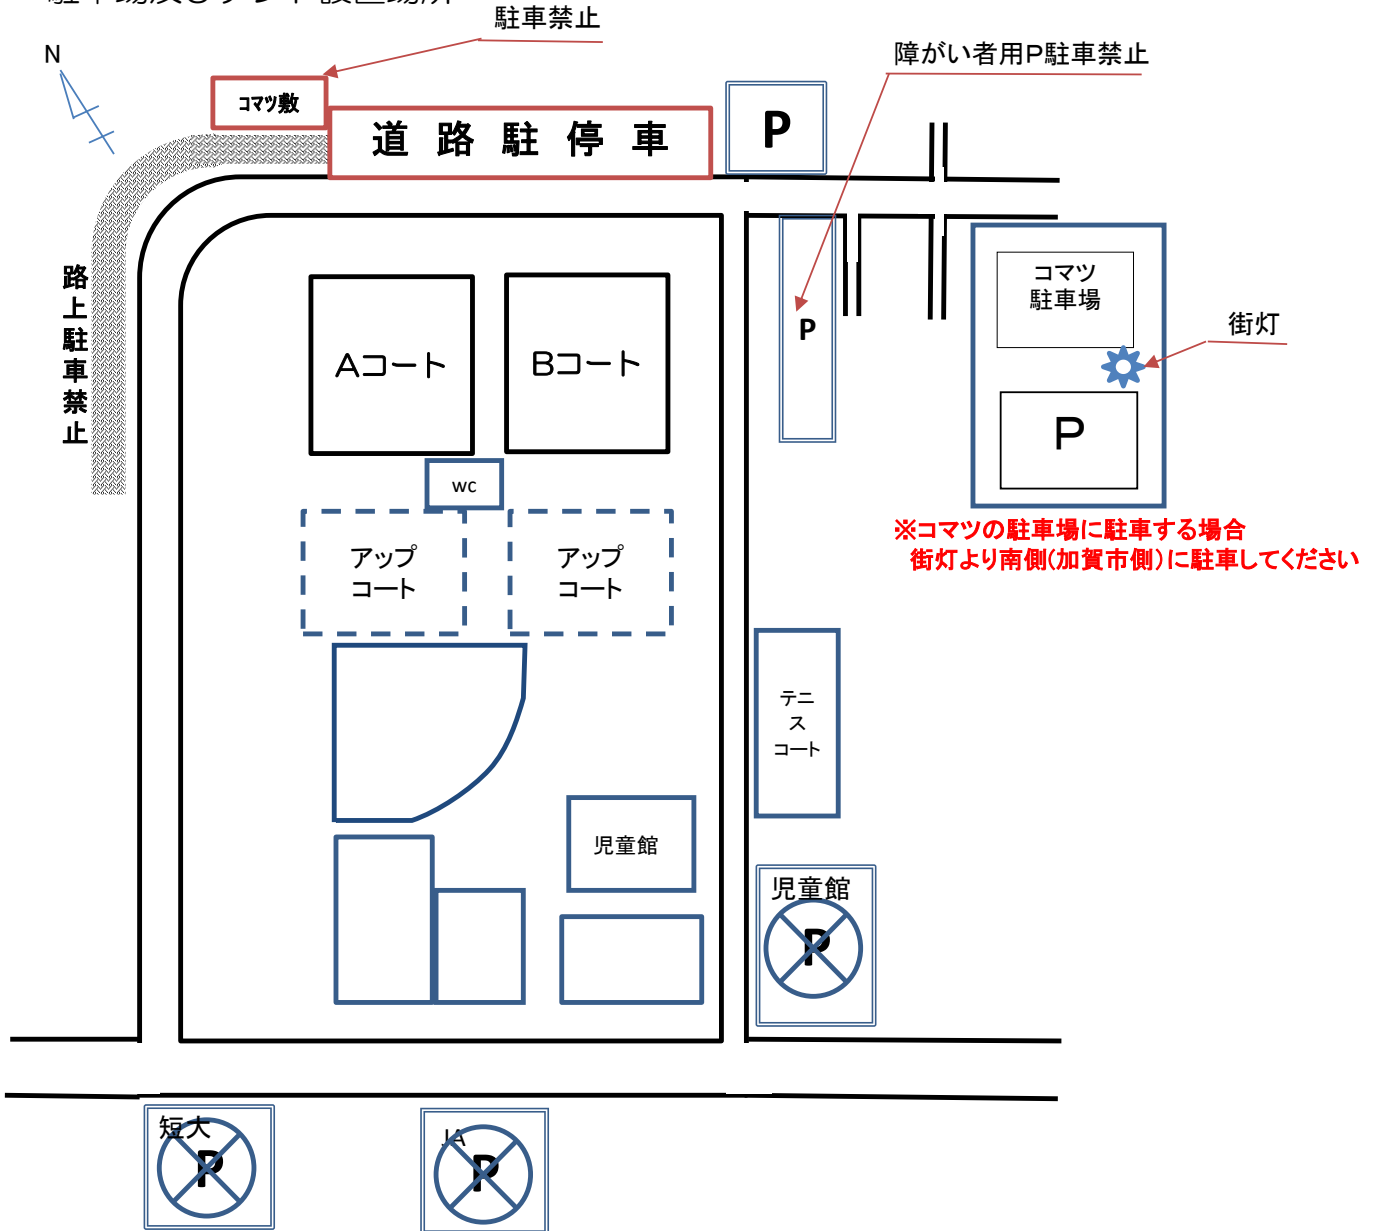 駐車禁止
N
障がい者用P駐車禁止
コマツ敷
道路駐停車
P
路上駐車禁止
コマツ
駐車場
街灯
P
Aコート
Bコート
P
wc
※コマツの駐車場に駐車する場合
街灯より南側(加賀市側)に駐車してください
アップ
コート
アップ
コート
テニ
ス
コート
児童館
児童館
P
短大
P
JA
P